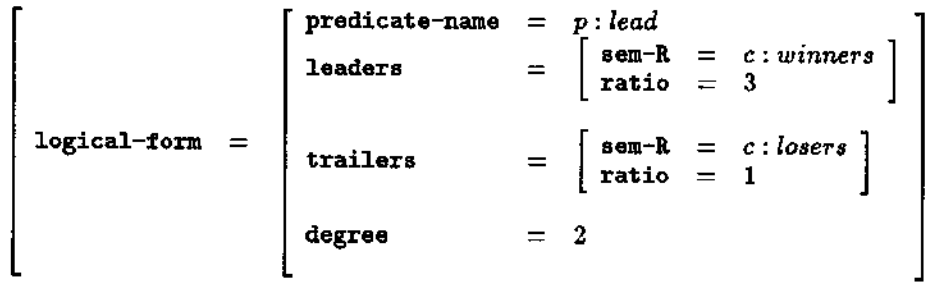 predicate-name = p : lead
leaders = [ sem-R = c : winners
ratio = 3 ]
logical-form =
trailers = [ sem-R = c : losers
ratio = 1 ]
degree = 2